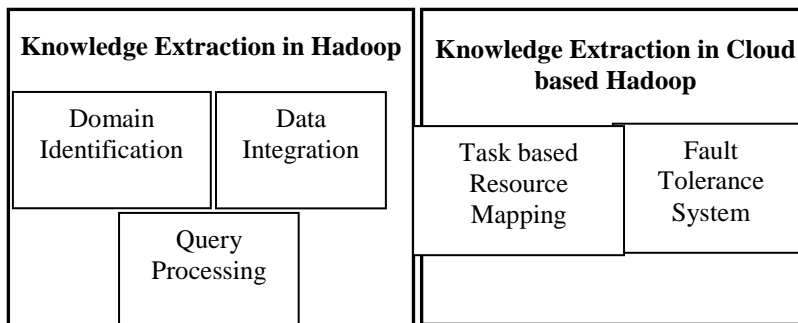 Knowledge Extraction in Hadoop
Domain
Identification
Data
Integration
Query
Processing
Knowledge Extraction in Cloud
based Hadoop
Task based
Resource
Mapping
Fault
Tolerance
System